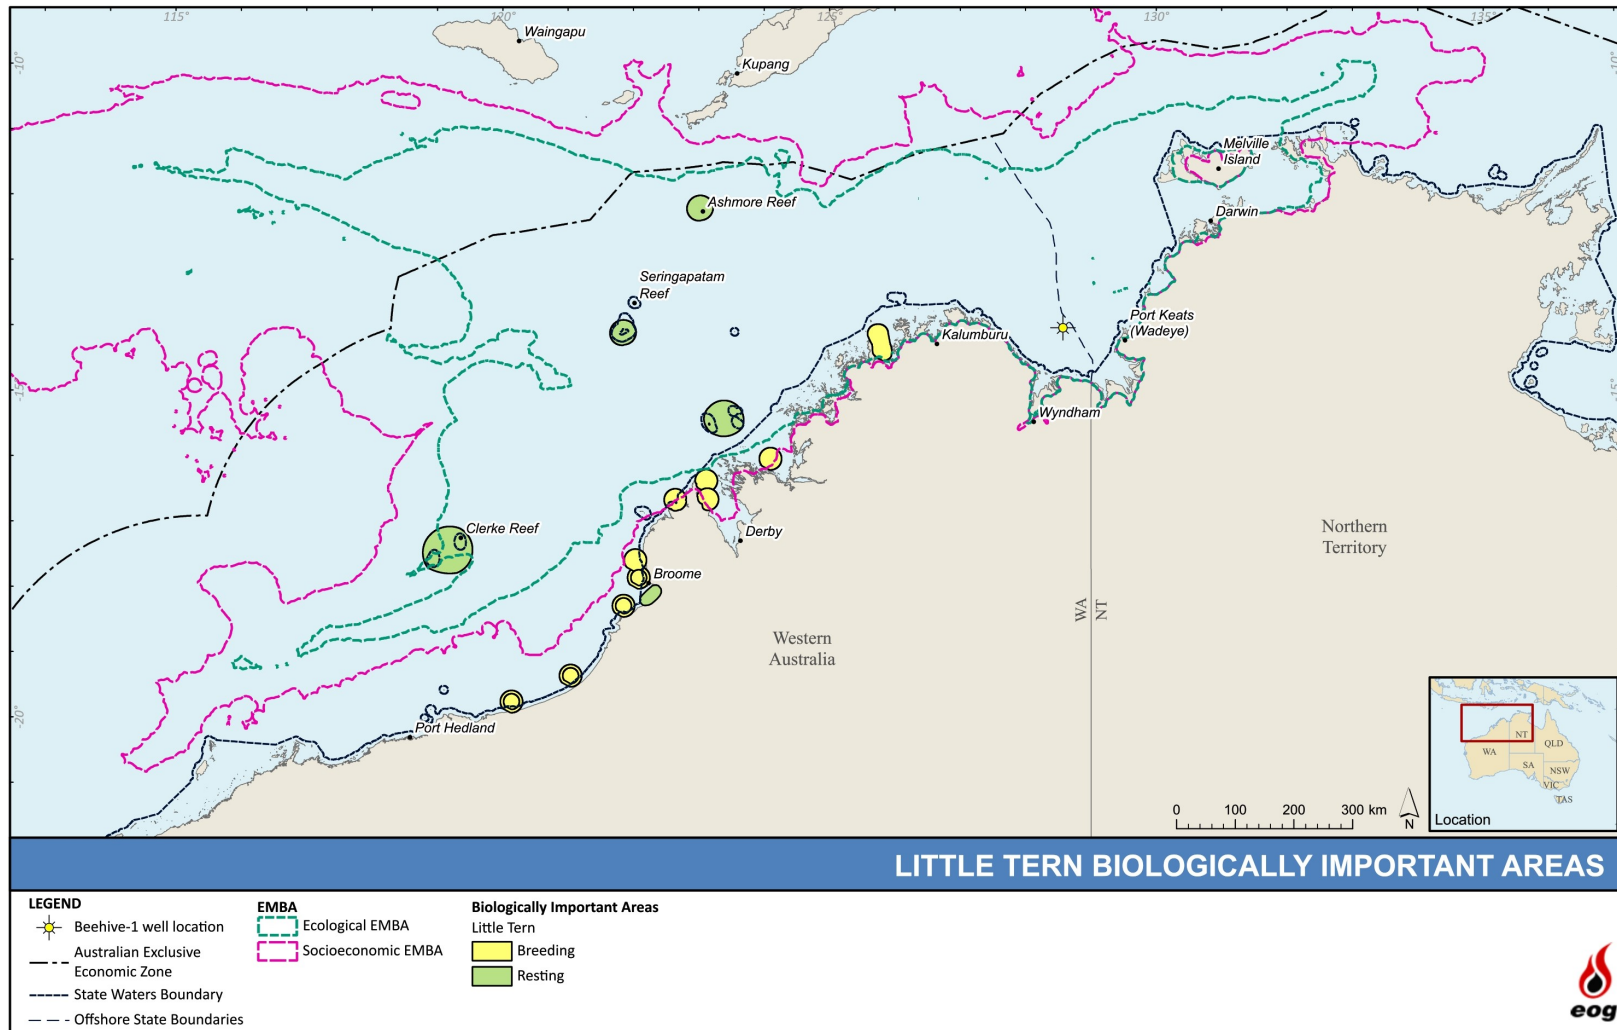 115°
120°
125°
130°
135°
-10°
-10°
-15°
-15°
-20°
Waingapu
Kupang
Melville
Island
Ashmore Reef
Darwin
Seringapatam
Reef
Port Keats
(Wadeye)
Kalumburu
Wyndham
Clerke Reef
Derby
Broome
Northern
Territory
WA
NT
Western
Australia
Port Hedland
0 100 200 300 km
N
WA
NT
QLD
SA
NSW
VIC
TAS
Location
LITTLE TERN BIOLOGICALLY IMPORTANT AREAS
LEGEND
Beehive-1 well location
Australian Exclusive
Economic Zone
State Waters Boundary
Offshore State Boundaries
EMBA
Ecological EMBA
Socioeconomic EMBA
Biologically Important Areas
Little Tern
Breeding
Resting
eog